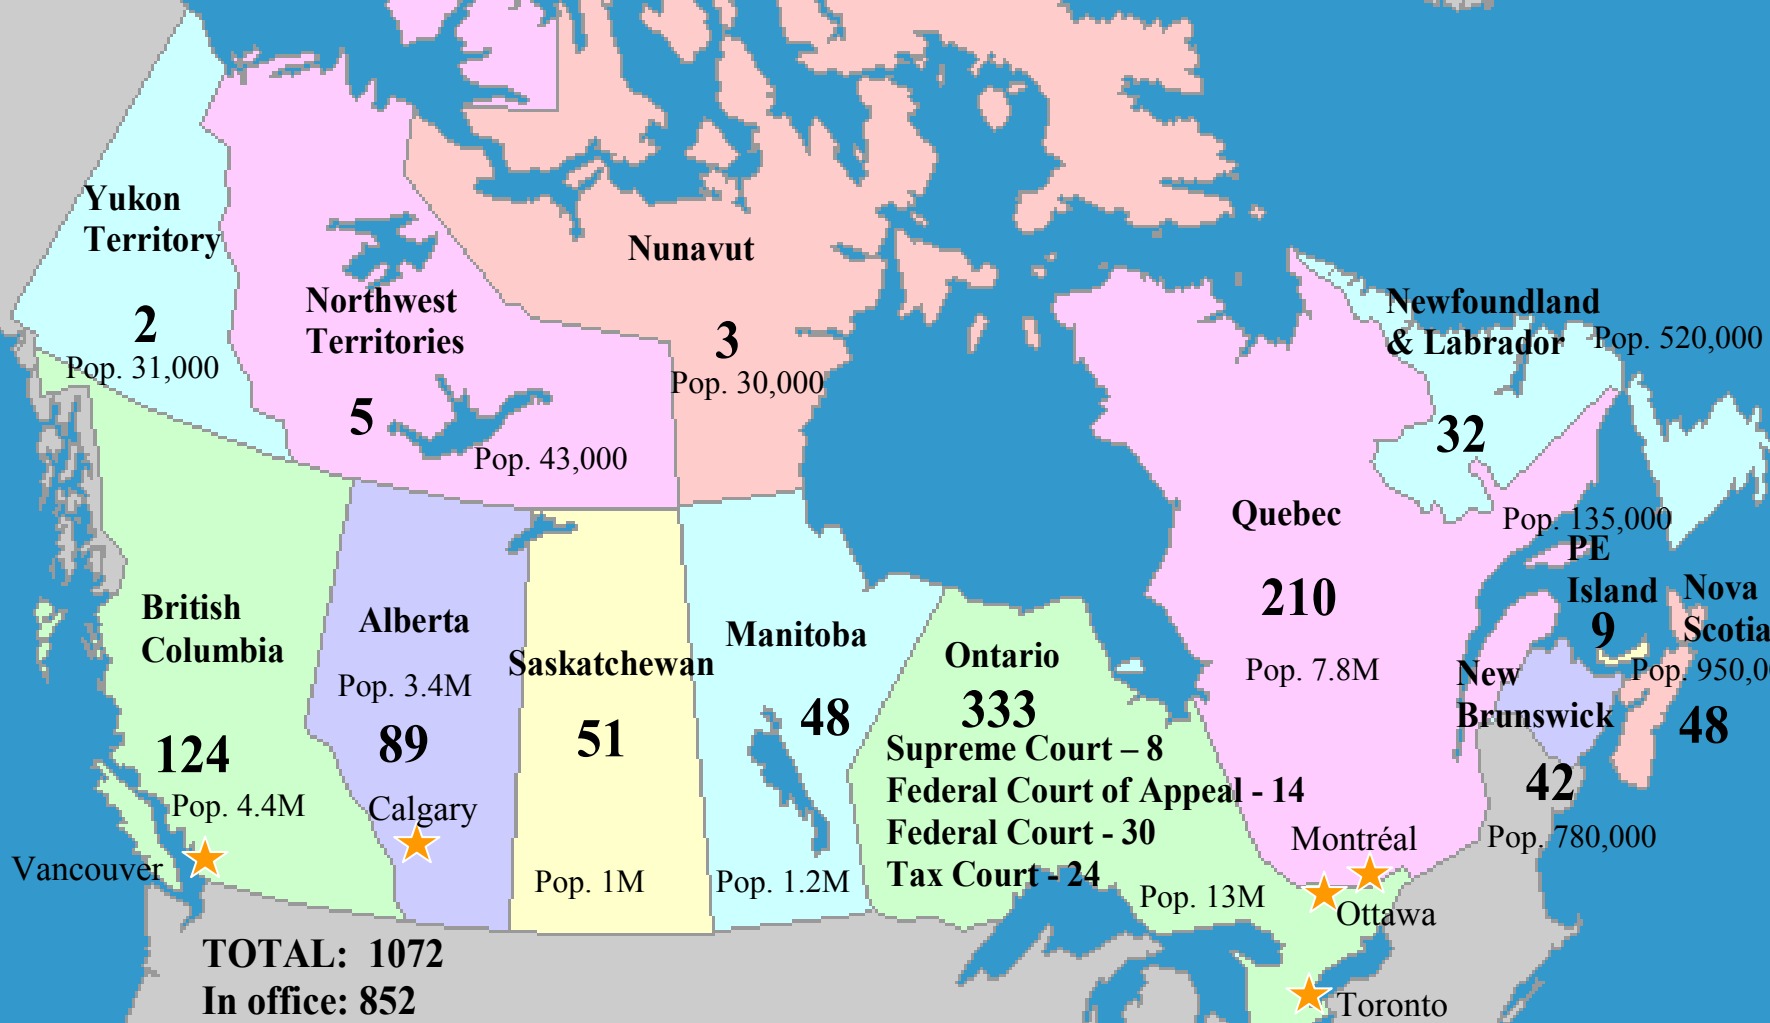 Yukon
Territory
2
Pop. 31,000
Northwest
Territories
5
Pop. 43,000
Nunavut
3
Pop. 30,000
Newfoundland
& Labrador
Pop. 520,000
32
British
Columbia
124
Pop. 4.4M
Vancouver
Alberta
Pop. 3.4M
89
Calgary
Saskatchewan
51
Pop. 1M
Manitoba
48
Pop. 1.2M
Ontario
333
Supreme Court – 8
Federal Court of Appeal - 14
Federal Court - 30
Tax Court - 24
Pop. 13M
Quebec
210
Pop. 7.8M
Montréal
Ottawa
Toronto
Pop. 135,000
PE
Island
9
Nova
Scotia
Pop. 950,0
48
New
Brunswick
42
Pop. 780,000
TOTAL: 1072
In office: 852